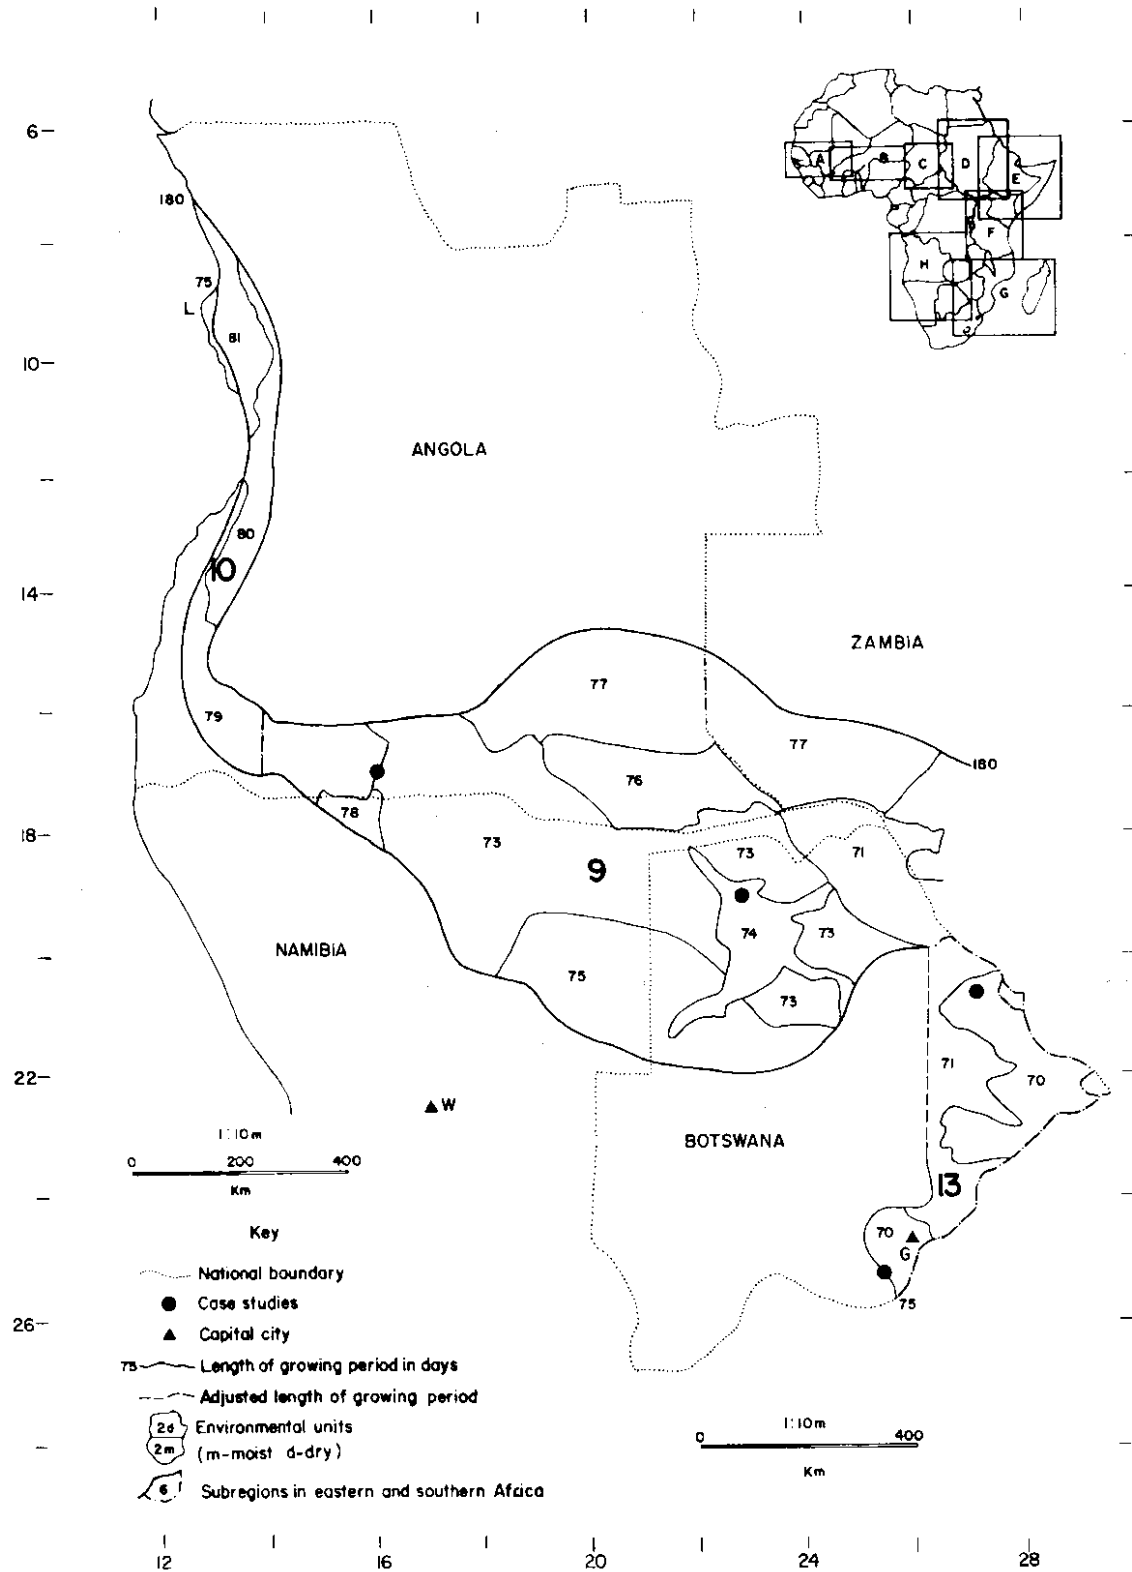 6
180
75
L
81
10
ANGOLA
A
B
C
D
E
F
H
G
80
10
14
ZAMBIA
77
79
77
180
76
78
18
73
9
73
71
74
73
NAMIBIA
75
73
71
70
22
W
BOTSWANA
1:10m
0 200 400
Km
13
70
G
75
Key
National boundary
Case studies
Capital city
26
75 Length of growing period in days
Adjusted length of growing period
2d Environmental units
2m (m-moist d-dry)
6 Subregions in eastern and southern Africa
1:10m
0 400
Km
12 16 20 24 28